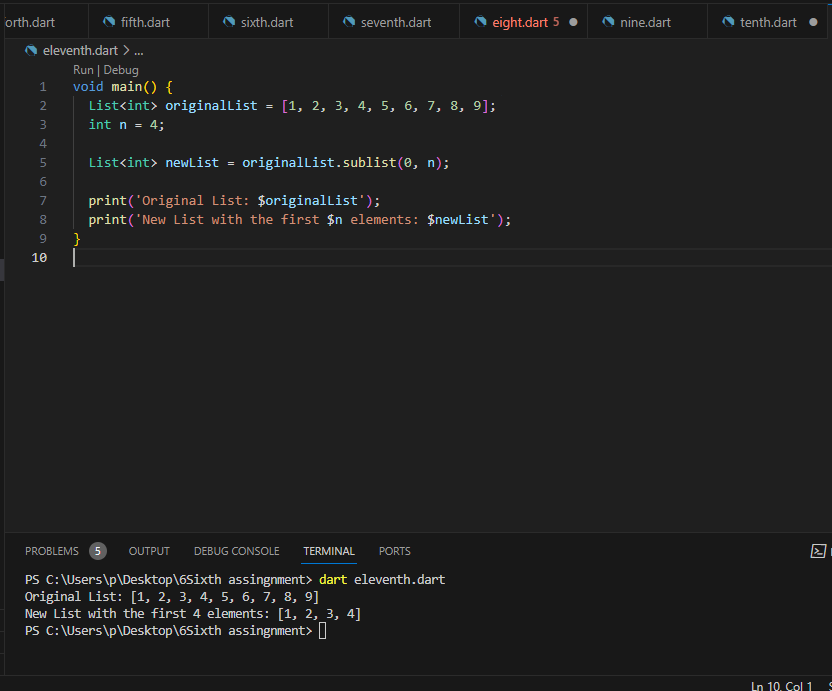 orth.dart fifth.dart sixth.dart seventh.dart eight.dart 5 nine.dart tenth.dart
eleventh.dart > ...
Run | Debug
1 void main() {
2 List<int> originalList = [1, 2, 3, 4, 5, 6, 7, 8, 9];
3 int n = 4;
4
5 List<int> newList = originalList.sublist(0, n);
6
7 print('Original List: $originalList');
8 print('New List with the first $n elements: $newList');
9 }
10
PROBLEMS 5 OUTPUT DEBUG CONSOLE TERMINAL PORTS
PS C:\Users\p\Desktop\6Sixth assingnment> dart eleventh.dart
Original List: [1, 2, 3, 4, 5, 6, 7, 8, 9]
New List with the first 4 elements: [1, 2, 3, 4]
PS C:\Users\p\Desktop\6Sixth assingnment>
Ln 10, Col 1